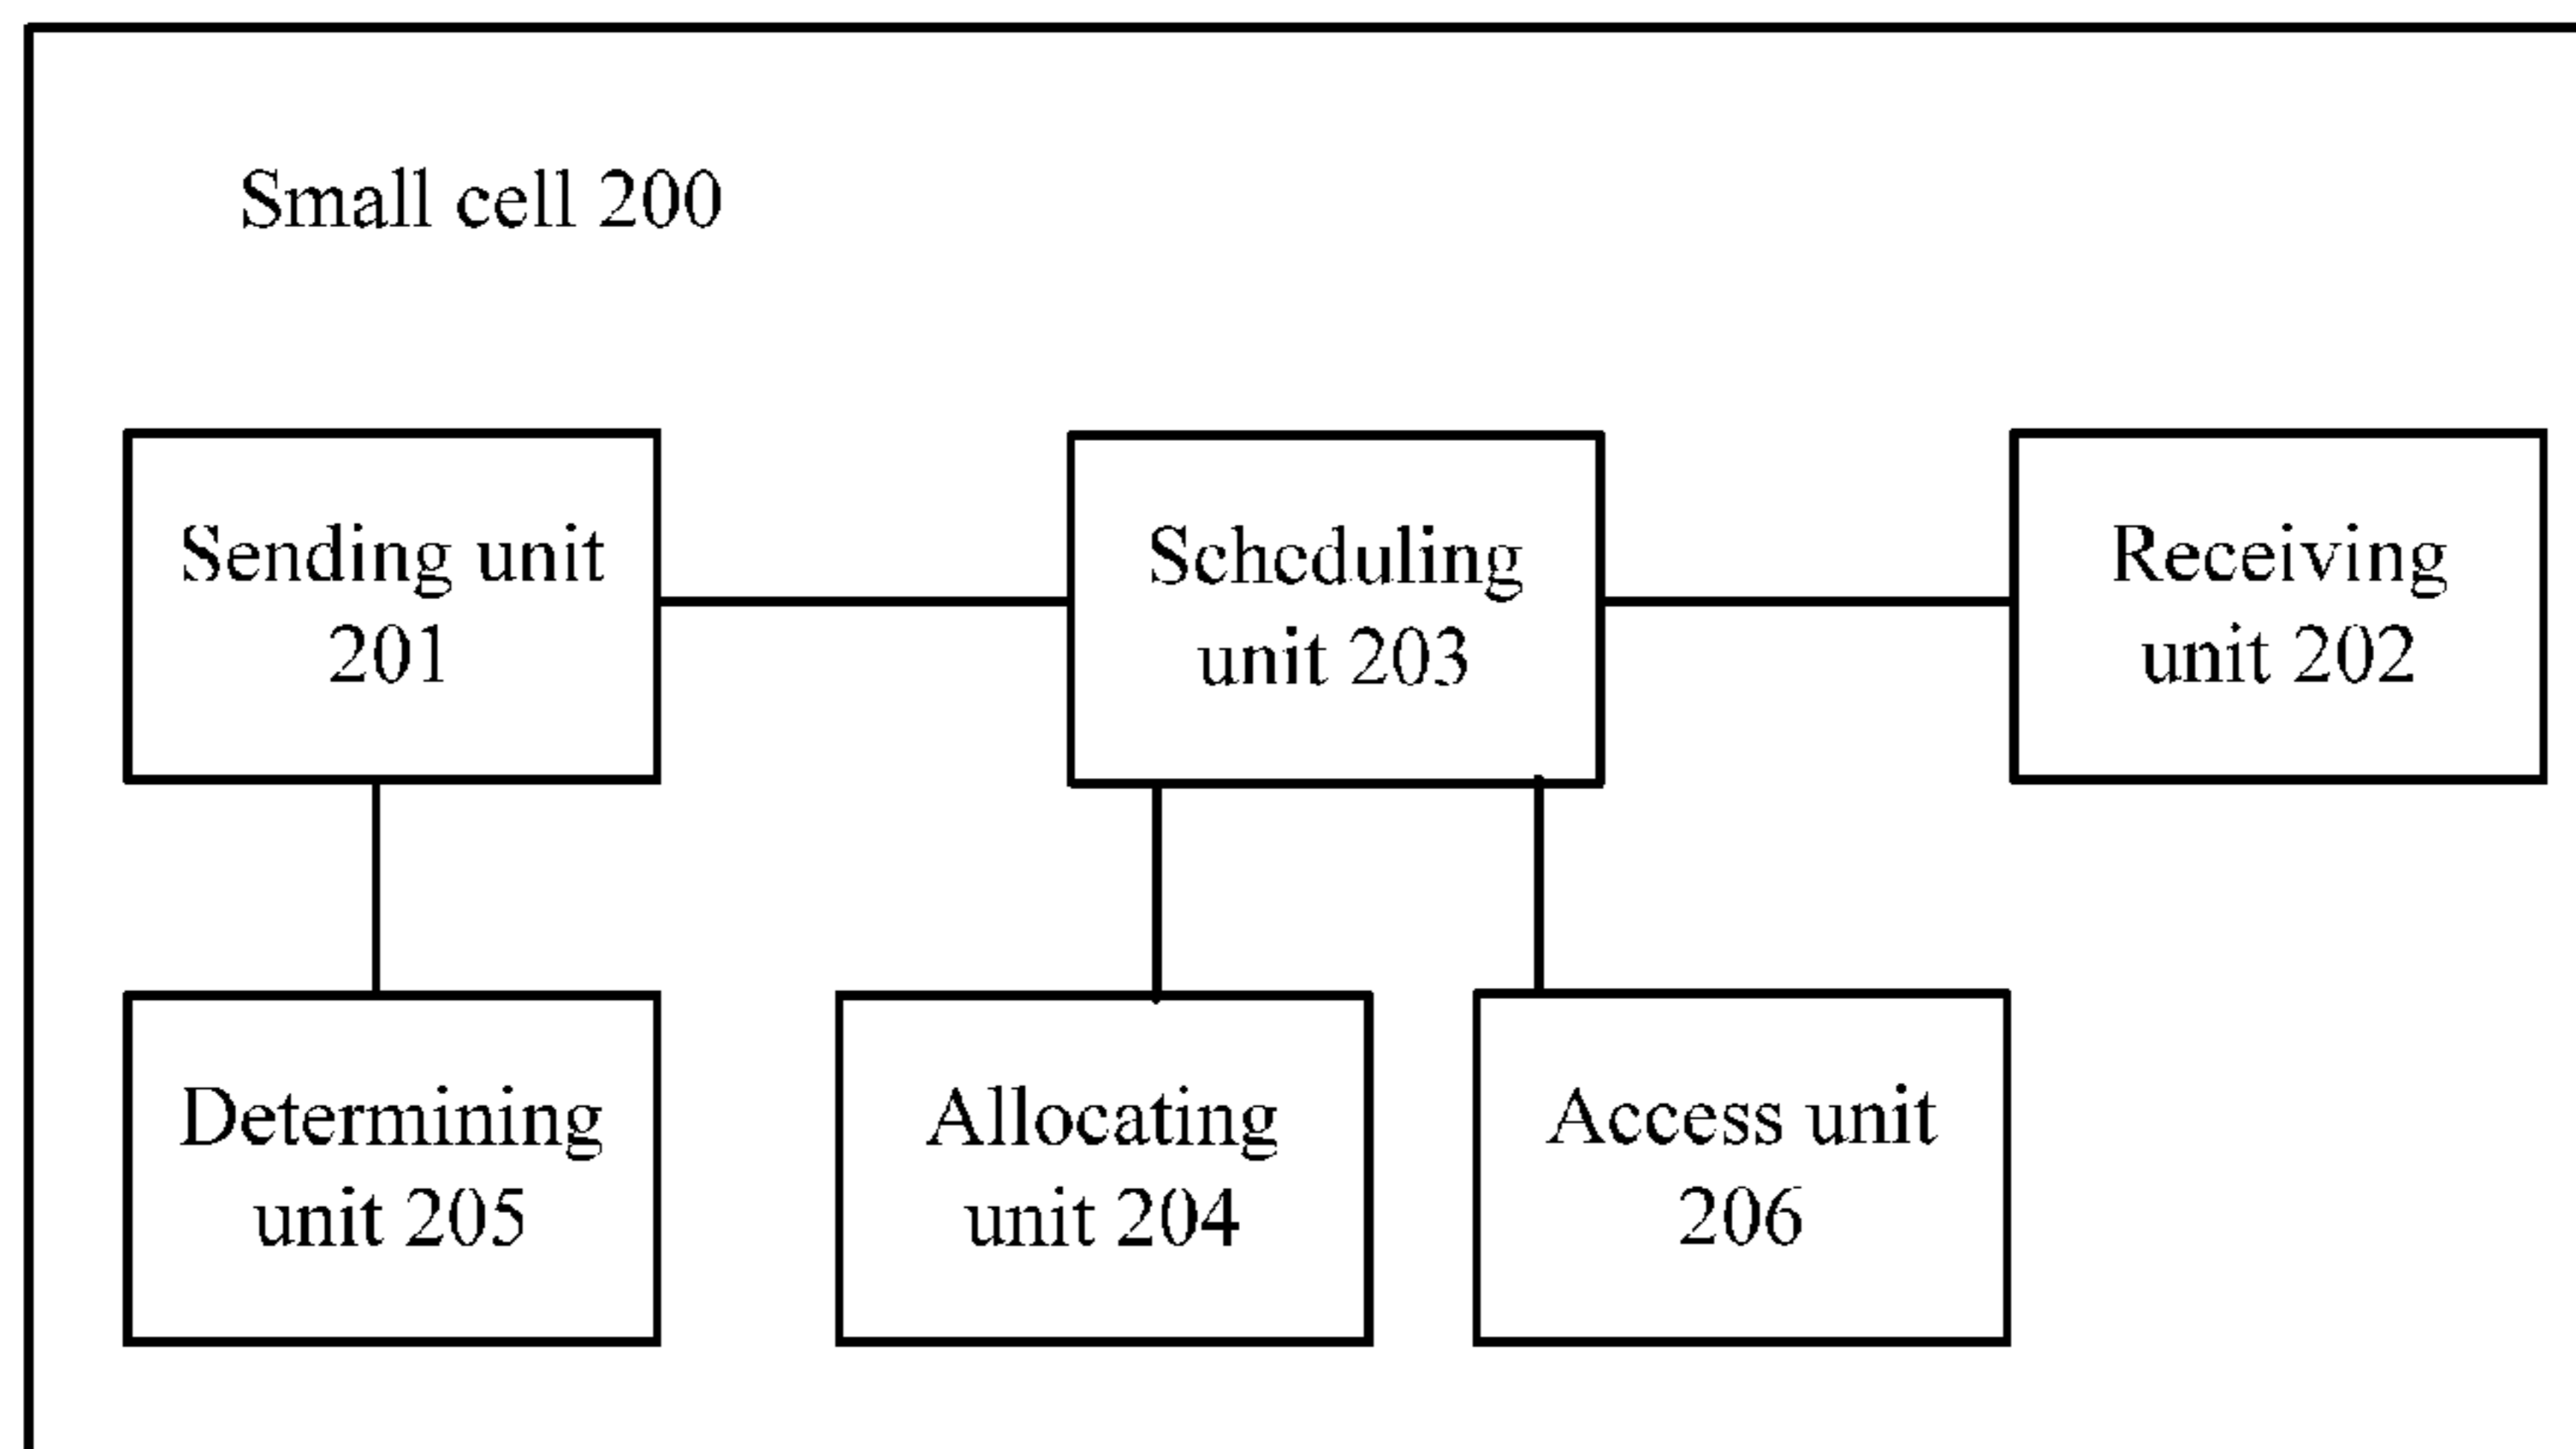 Small cell 200
Sending unit
201
Scheduling
unit 203
Receiving
unit 202
Determining
unit 205
Allocating
unit 204
Access unit
206